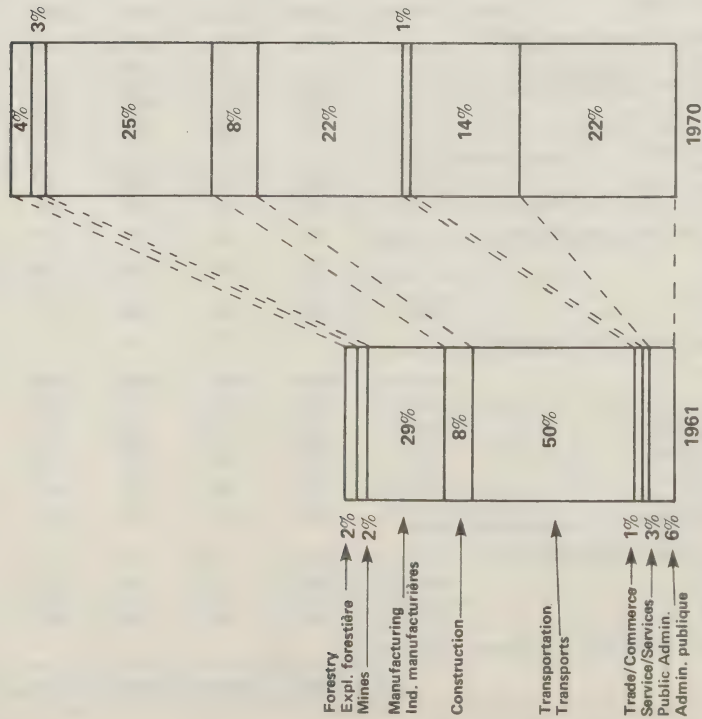 3%
1%
4%
25%
8%
22%
14%
22%
1970
29%
8%
50%
1961
Forestry
Expl. forestière 2%
Mines 2%
Manufacturing
Ind. manufacturières
Construction
Transportation
Transports
Trade/Commerce 1%
Service/Services 3%
Public Admin. 6%
Admin. publique